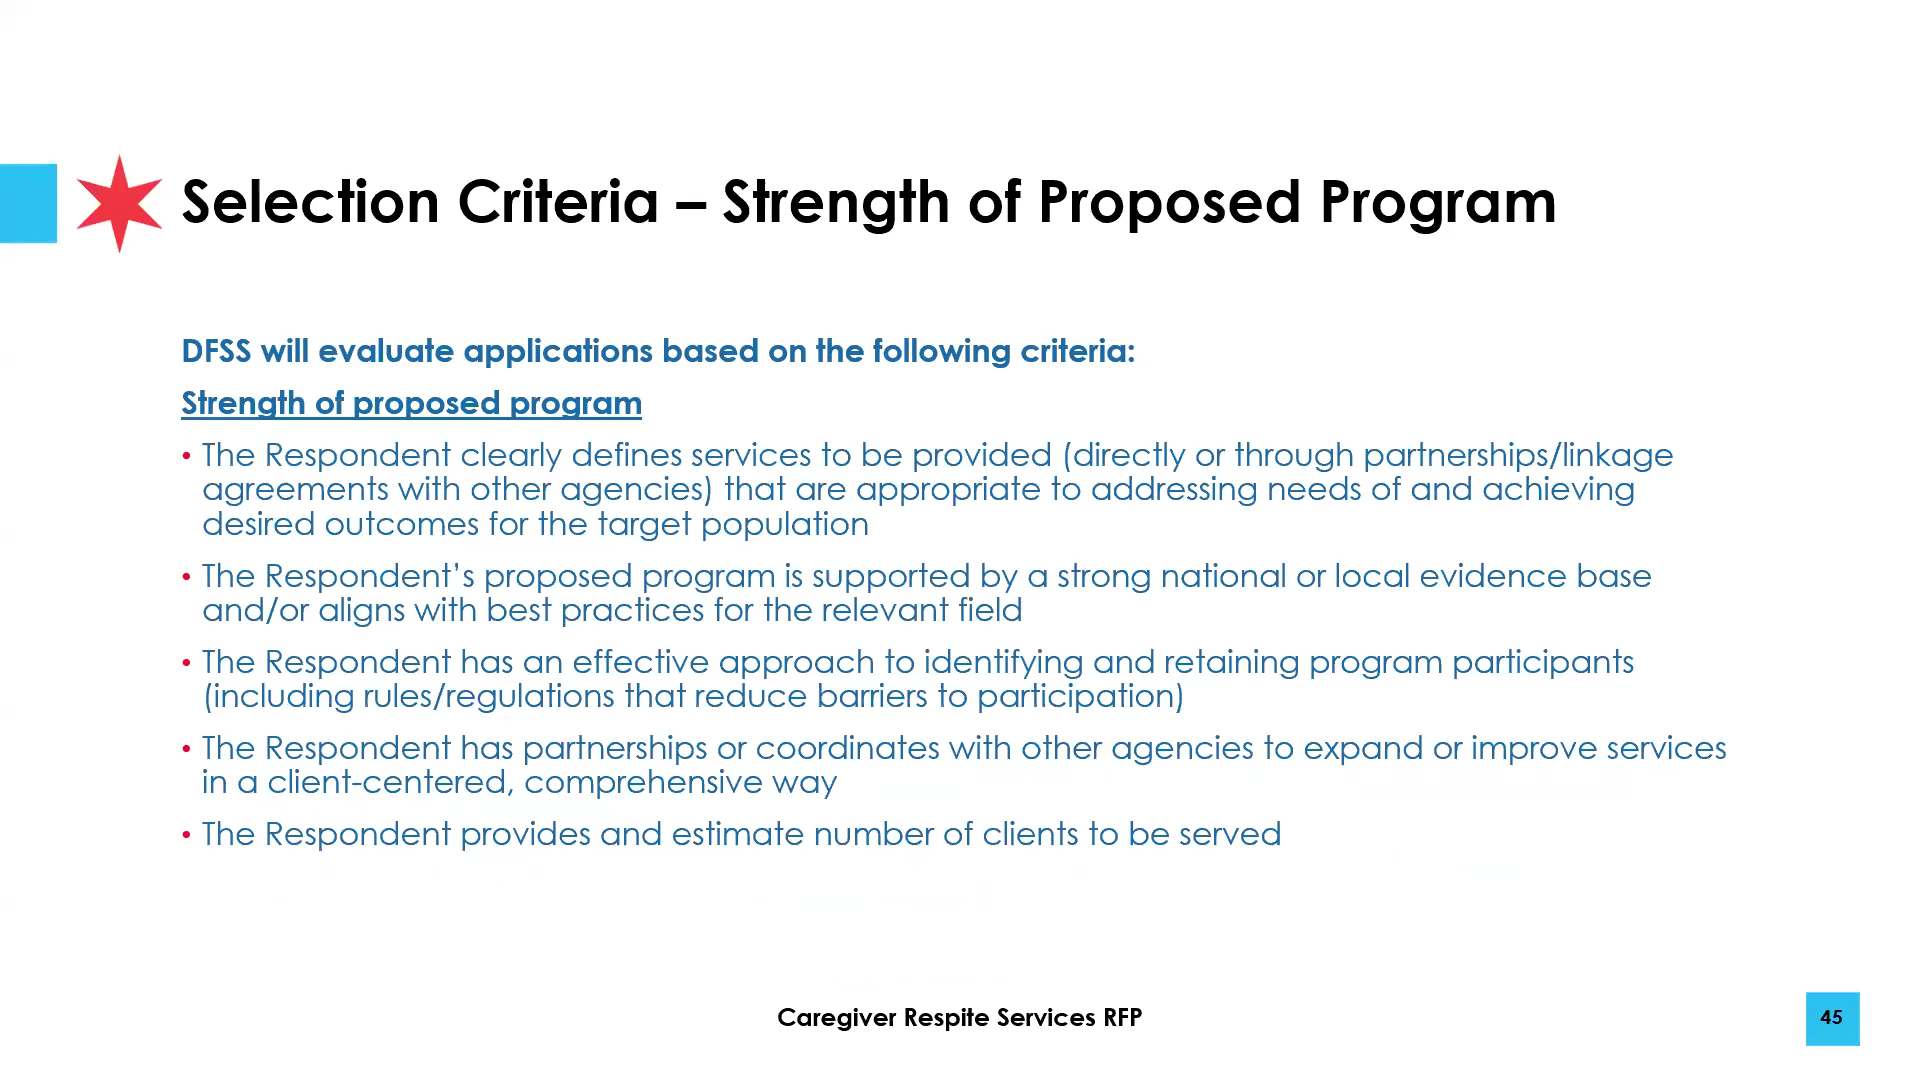 Selection Criteria – Strength of Proposed Program
DFSS will evaluate applications based on the following criteria:
Strength of proposed program
• The Respondent clearly defines services to be provided (directly or through partnerships/linkage
agreements with other agencies) that are appropriate to addressing needs of and achieving
desired outcomes for the target population
• The Respondent’s proposed program is supported by a strong national or local evidence base
and/or aligns with best practices for the relevant field
• The Respondent has an effective approach to identifying and retaining program participants
(including rules/regulations that reduce barriers to participation)
• The Respondent has partnerships or coordinates with other agencies to expand or improve services
in a client-centered, comprehensive way
• The Respondent provides and estimate number of clients to be served
Caregiver Respite Services RFP
45